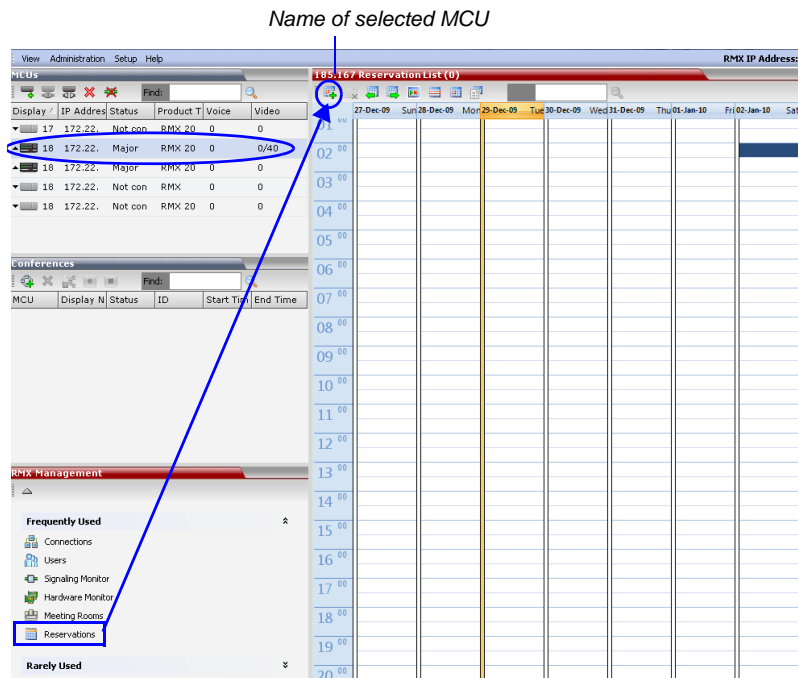 Name of selected MCU
View Administration Setup Help
RMX IP Address:
MCUs
Find:
Display IP Addres Status Product T Voice Video
17 172.22. Not con RMX 20 0 0
18 172.22. Major RMX 20 0 0/40
18 172.22. Major RMX 20 0 0
18 172.22. Not con RMX 0 0
18 172.22. Not con RMX 20 0 0
Conferences
Find:
MCU Display N Status ID Start Tim End Time
RMX Management
Frequently Used
Connections
Users
Signaling Monitor
Hardware Monitor
Meeting Rooms
Reservations
Rarely Used
185.167 Reservation List (0)
27-Dec-09 Sun 28-Dec-09 Mon 29-Dec-09 Tue 30-Dec-09 Wed 31-Dec-09 Thu 01-Jan-10 Fri 02-Jan-10 Sat
01 00
02 00
03 00
04 00
05 00
06 00
07 00
08 00
09 00
10 00
11 00
12 00
13 00
14 00
15 00
16 00
17 00
18 00
19 00
20 00